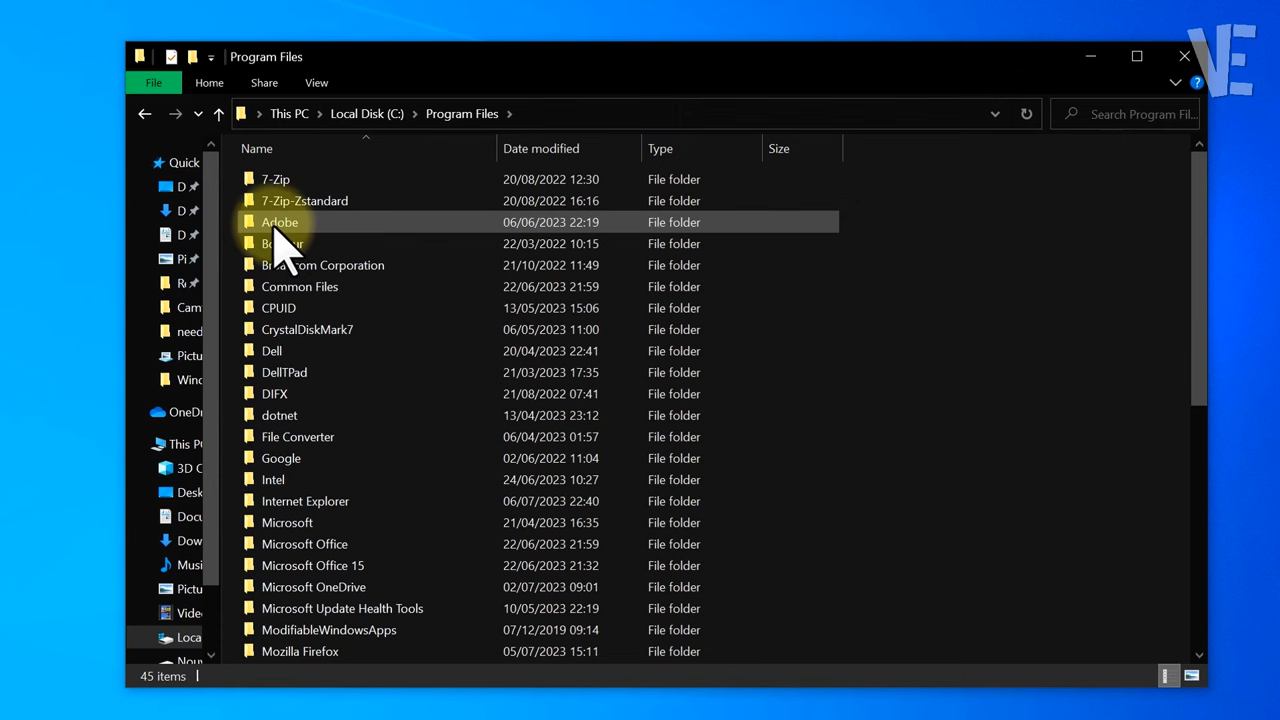 VE
Program Files
File Home Share View
This PC Local Disk (C:) Program Files Search Program Fil...
Name Date modified Type Size
Quick
D
D
D
Pi
Cam
need
Pictu
Wind
OneDri
This PC
3D C
Desk
Docu
Dow
Music
Pictu
Video
Loca
7-Zip 20/08/2022 12:30 File folder
7-Zip-Zstandard 20/08/2022 16:16 File folder
Adobe 06/06/2023 22:19 File folder
22/03/2022 10:15 File folder
Corporation 21/10/2022 11:49 File folder
Common Files 22/06/2023 21:59 File folder
CPUID 13/05/2023 15:06 File folder
CrystalDiskMark7 06/05/2023 11:00 File folder
Dell 20/04/2023 22:41 File folder
DellTPad 21/03/2023 17:35 File folder
DIFX 21/08/2022 07:41 File folder
dotnet 13/04/2023 23:12 File folder
File Converter 06/04/2023 01:57 File folder
Google 02/06/2022 11:04 File folder
Intel 24/06/2023 10:27 File folder
Internet Explorer 06/07/2023 22:40 File folder
Microsoft 21/04/2023 16:35 File folder
Microsoft Office 22/06/2023 21:59 File folder
Microsoft Office 15 22/06/2023 21:32 File folder
Microsoft OneDrive 02/07/2023 09:01 File folder
Microsoft Update Health Tools 10/05/2023 22:19 File folder
ModifiableWindowsApps 07/12/2019 09:14 File folder
Mozilla Firefox 05/07/2023 15:11 File folder
45 items